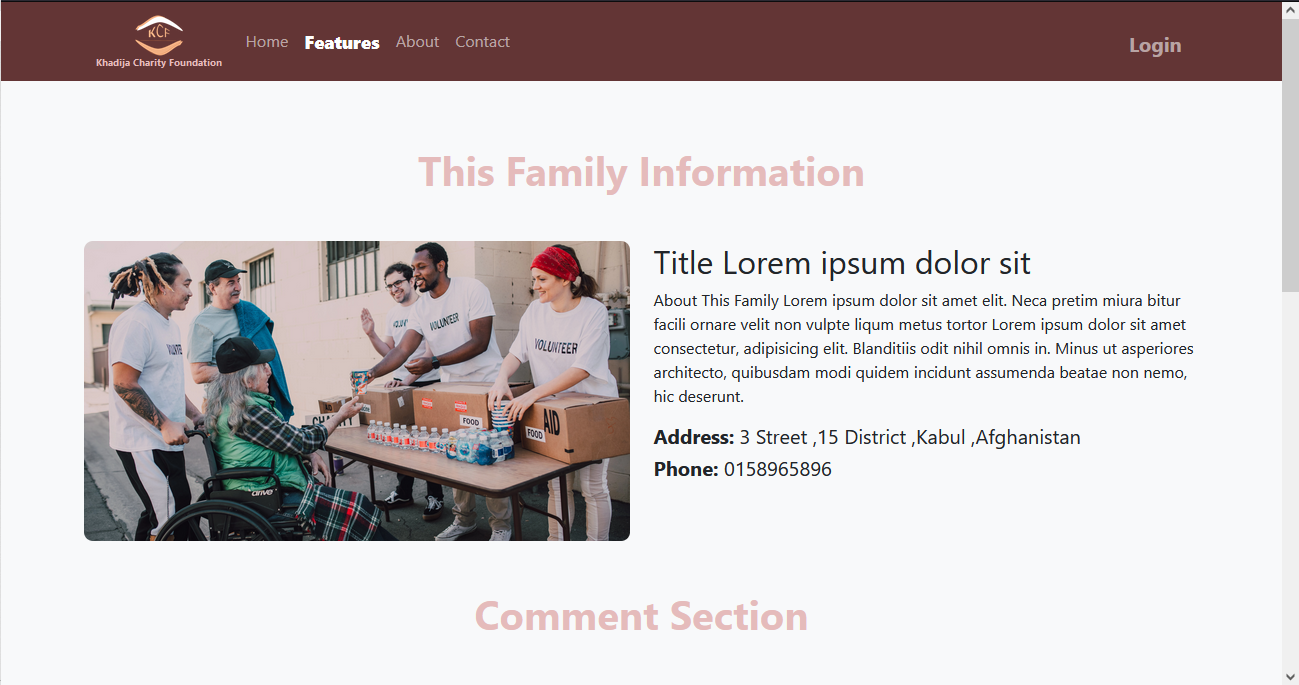 KCF
Khadija Charity Foundation
Home Features About Contact
Login
This Family Information
VOLUNTEER
VOLUNTEER
FOOD
FOOD
AID
Title Lorem ipsum dolor sit
About This Family Lorem ipsum dolor sit amet elit. Neca pretim miura bitur
facili ornare velit non vulpte liqum metus tortor Lorem ipsum dolor sit amet
consectetur, adipisicing elit. Blanditiis odit nihil omnis in. Minus ut asperiores
architecto, quibusdam modi quidem incidunt assumenda beatae non nemo,
hic deserunt.
Address: 3 Street ,15 District ,Kabul ,Afghanistan
Phone: 0158965896
Comment Section